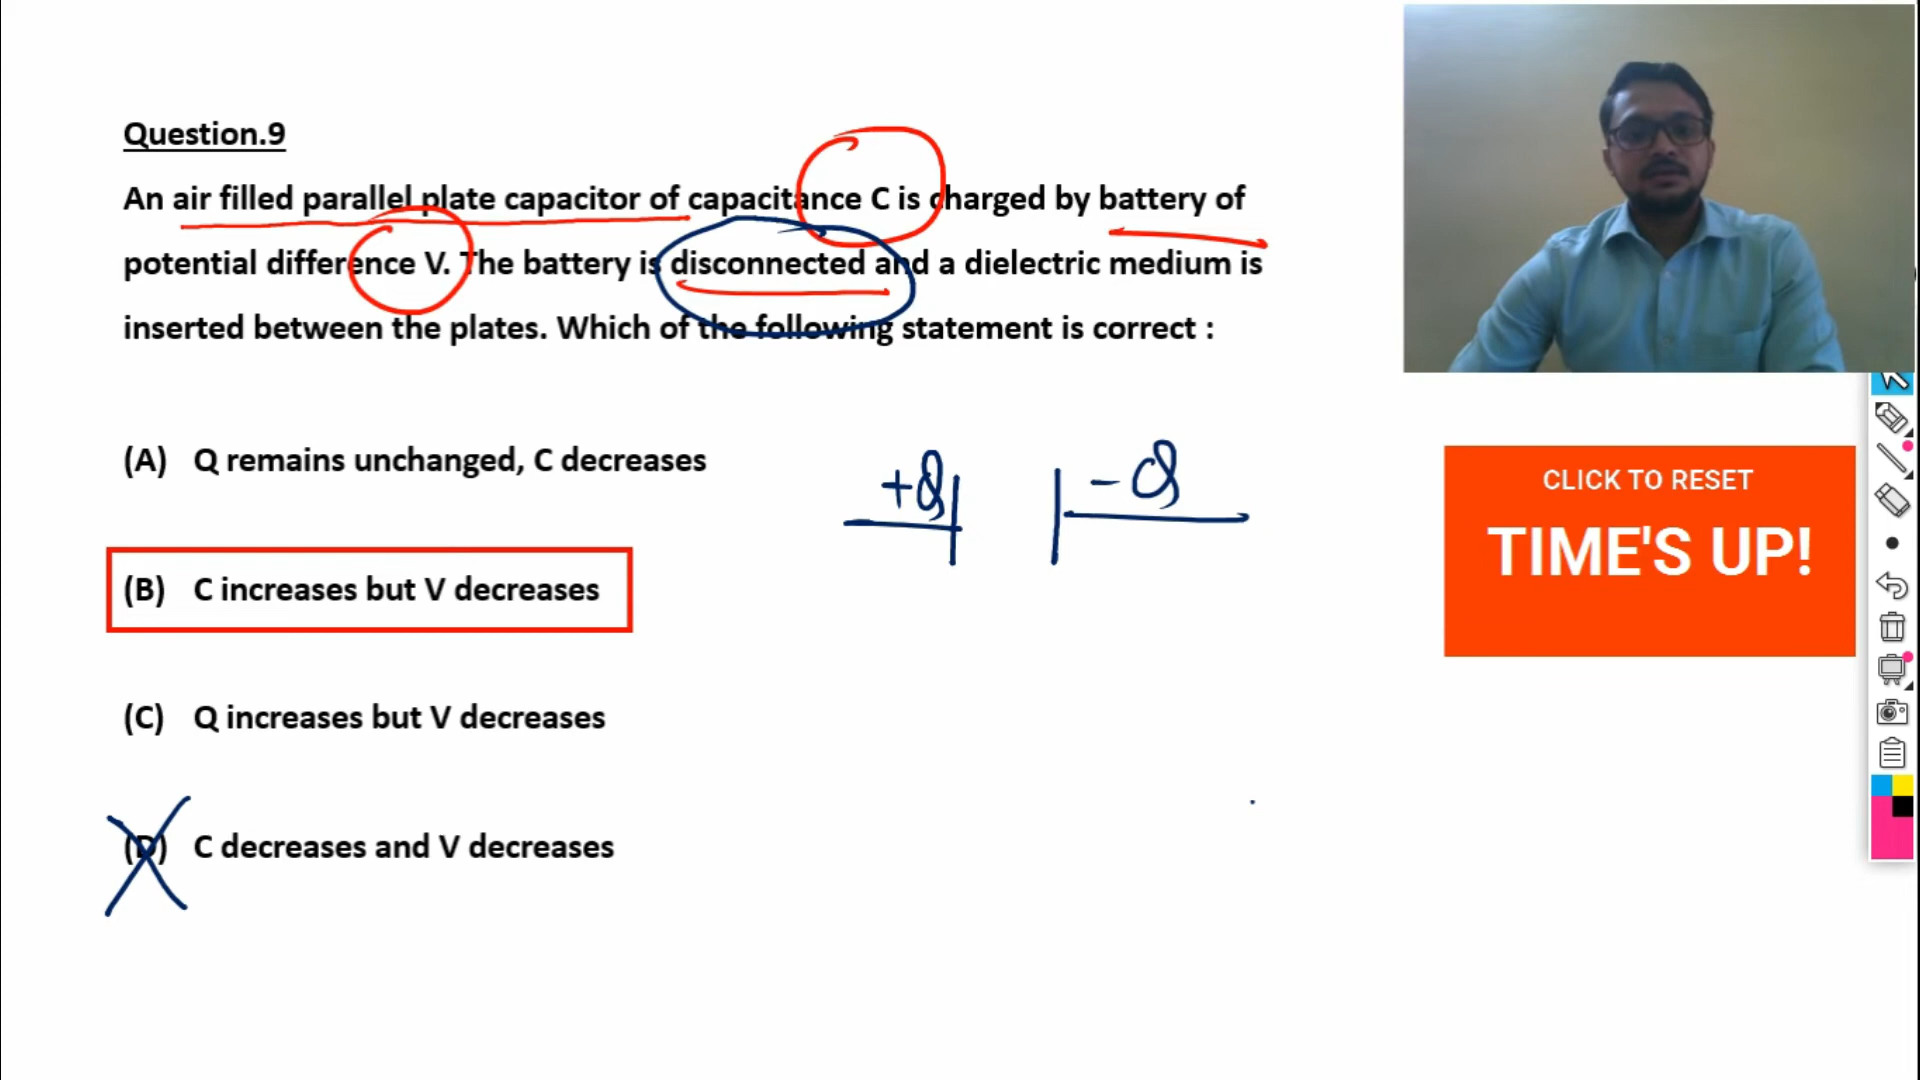 Question.9
An air filled parallel plate capacitor of capacitance C is charged by battery of
potential difference V. The battery is disconnected and a dielectric medium is
inserted between the plates. Which of the following statement is correct :
(A) Q remains unchanged, C decreases
+Q -Q
(B) C increases but V decreases
(C) Q increases but V decreases
(D) C decreases and V decreases
CLICK TO RESET
TIME'S UP!